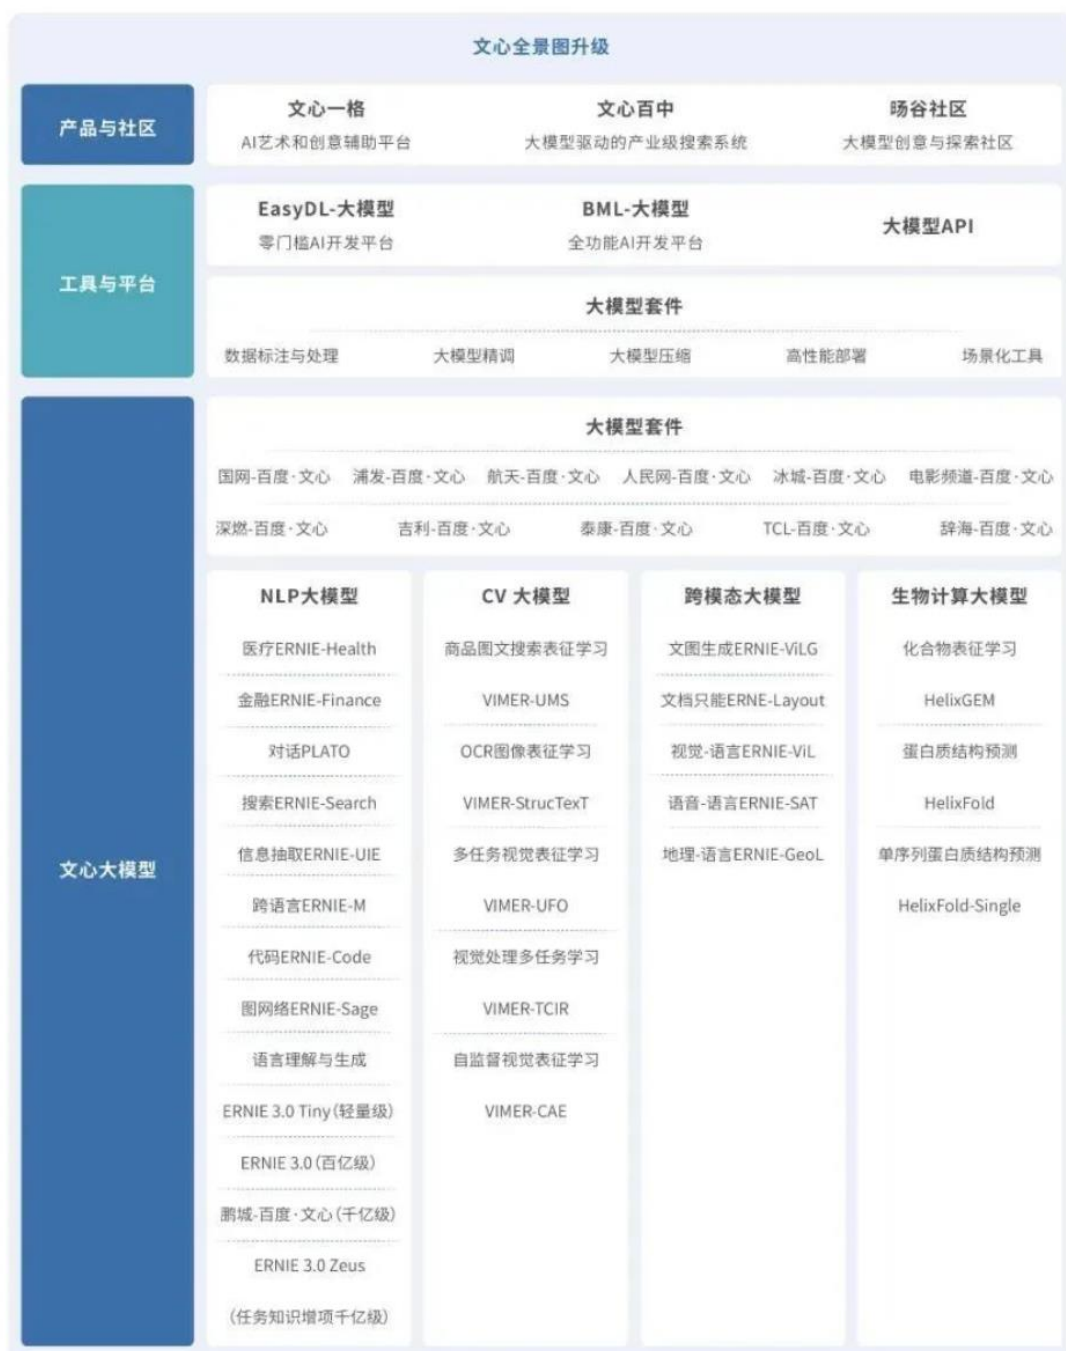 文心全景图升级
产品与社区
文心一格
文心百中
旸谷社区
AI艺术和创意辅助平台
大模型驱动的产业级搜索系统
大模型创意与探索社区
工具与平台
EasyDL-大模型
BML-大模型
大模型API
零门槛AI开发平台
全功能AI开发平台
大模型套件
数据标注与处理
大模型精调
大模型压缩
高性能部署
场景化工具
文心大模型
大模型套件
国网-百度·文心
浦发-百度·文心
航天-百度·文心
人民网-百度·文心
冰城-百度·文心
电影频道-百度·文心
深燃-百度·文心
吉利-百度·文心
泰康-百度·文心
TCL-百度·文心
辞海-百度·文心
NLP大模型
医疗ERNIE-Health
金融ERNIE-Finance
对话PLATO
搜索ERNIE-Search
信息抽取ERNIE-UIE
跨语言ERNIE-M
代码ERNIE-Code
图网络ERNIE-Sage
语言理解与生成
ERNIE 3.0 Tiny(轻量级)
ERNIE 3.0(百亿级)
鹏城-百度·文心(千亿级)
ERNIE 3.0 Zeus
(任务知识增项千亿级)
CV 大模型
商品图文搜索表征学习
VIMER-UMS
OCR图像表征学习
VIMER-StrucTexT
多任务视觉表征学习
VIMER-UFO
视觉处理多任务学习
VIMER-TCIR
自监督视觉表征学习
VIMER-CAE
跨模态大模型
文图生成ERNIE-ViLG
文档只能ERNE-Layout
视觉-语言ERNIE-ViL
语音-语言ERNIE-SAT
地理-语言ERNIE-GeoL
生物计算大模型
化合物表征学习
HelixGEM
蛋白质结构预测
HelixFold
单序列蛋白质结构预测
HelixFold-Single